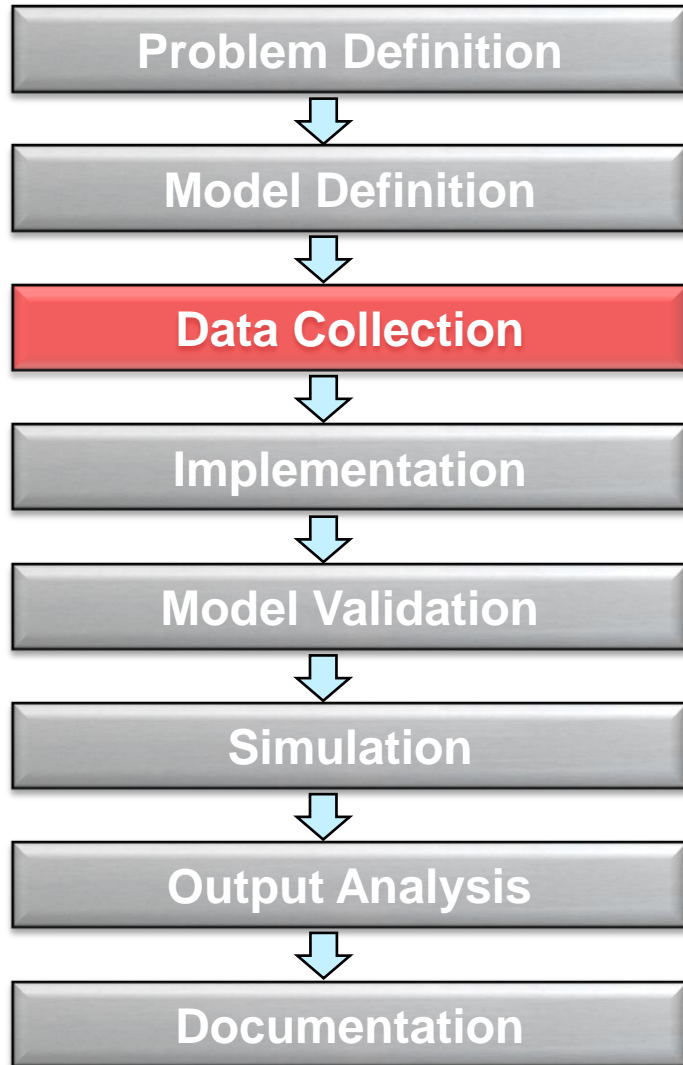 Problem Definition
Model Definition
Data Collection
Implementation
Model Validation
Simulation
Output Analysis
Documentation